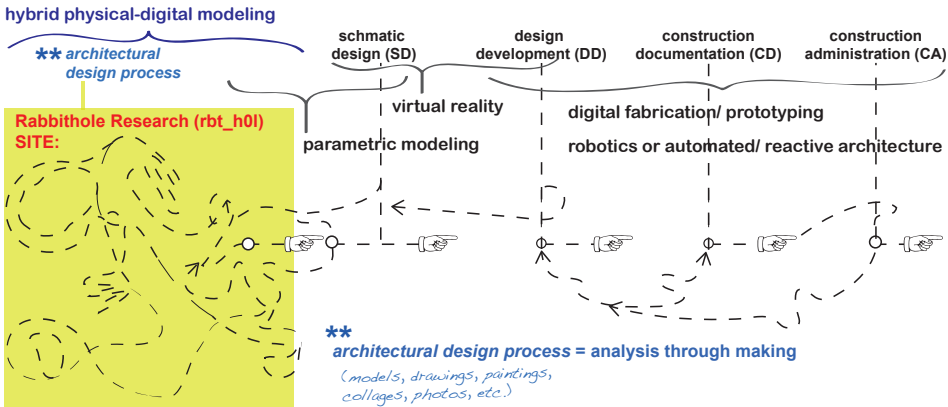 hybrid physical-digital modeling
** architectural
design process
schmatic
design (SD)
design
development (DD)
construction
documentation (CD)
construction
administration (CA)
Rabbithole Research (rbt_h0l)
SITE:
virtual reality
parametric modeling
digital fabrication/ prototyping
robotics or automated/ reactive architecture
**
architectural design process = analysis through making
(models, drawings, paintings,
collages, photos, etc.)